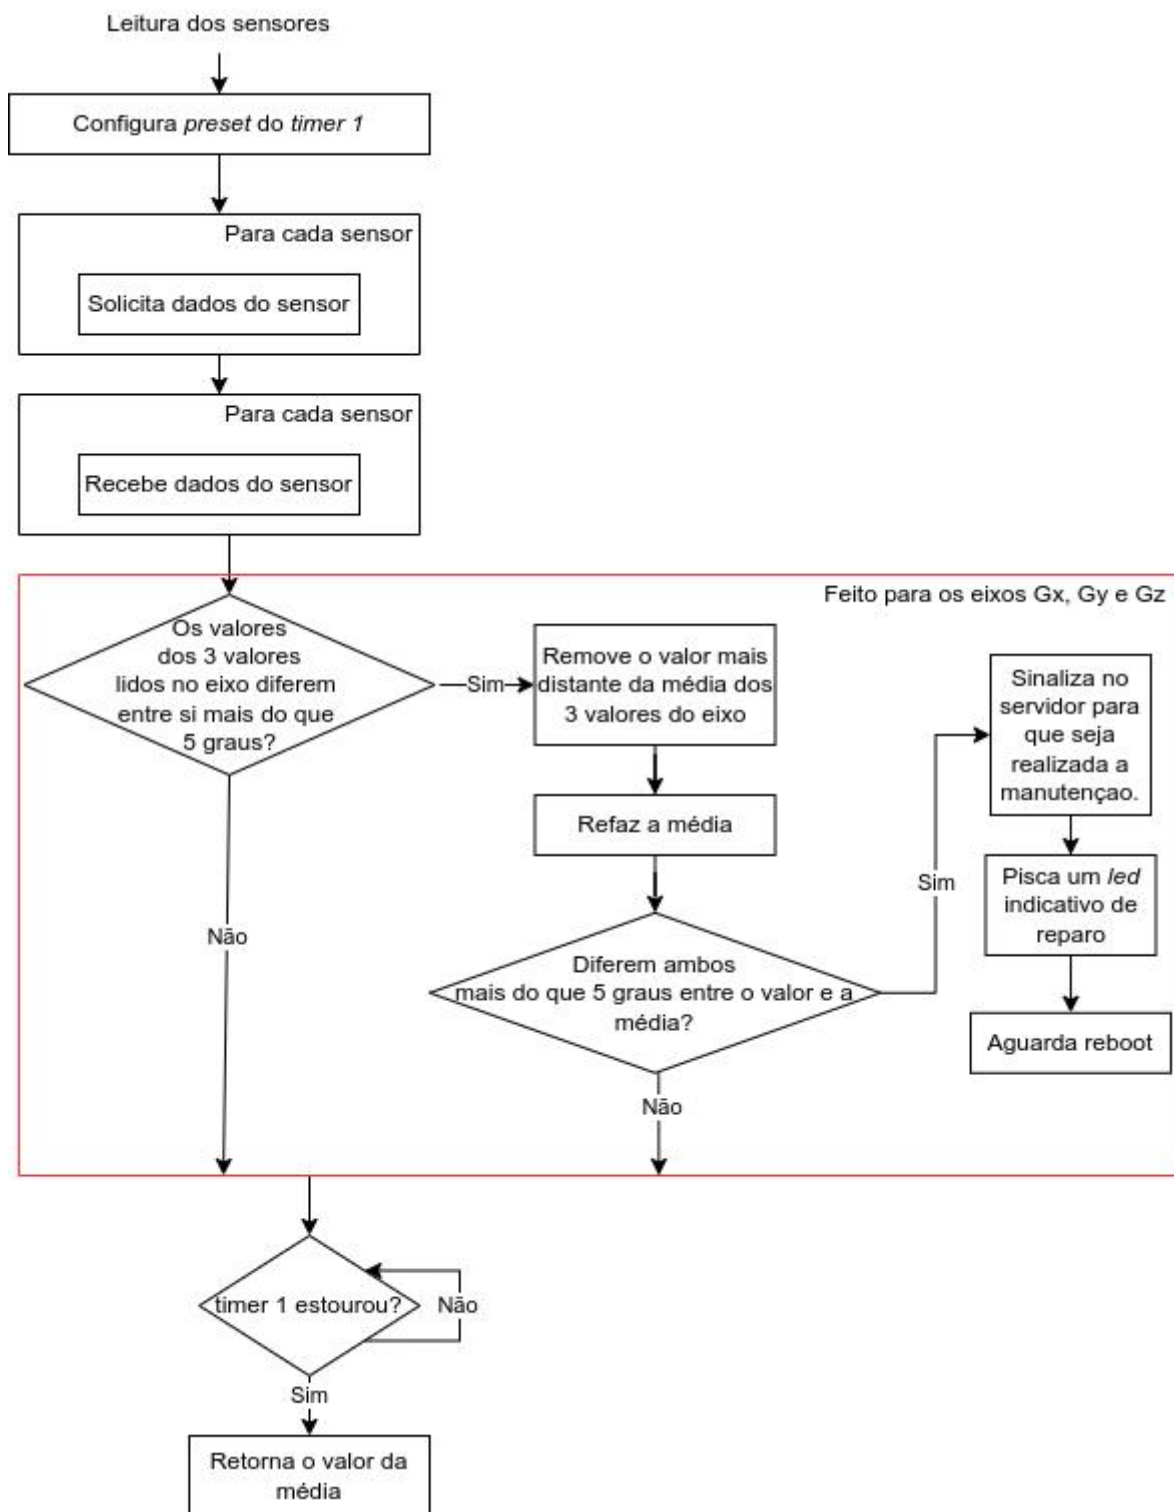 Leitura dos sensores
Configura preset do timer 1
Para cada sensor
Solicita dados do sensor
Para cada sensor
Recebe dados do sensor
Feito para os eixos Gx, Gy e Gz
Os valores
dos 3 valores
lidos no eixo diferem
entre si mais do que
5 graus?
Sim
Remove o valor mais
distante da média dos
3 valores do eixo
Refaz a média
Diferem ambos
mais do que 5 graus entre o valor e a
média?
Sim
Sinaliza no
servidor para
que seja
realizada a
manutençao.
Pisca um led
indicativo de
reparo
Aguarda reboot
Não
Não
timer 1 estourou?
Não
Sim
Retorna o valor da
média